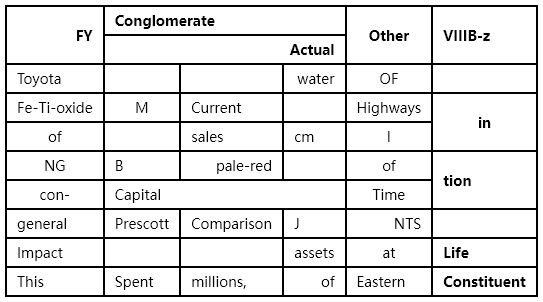 FY Conglomerate Other VIIIB-z
Actual
Toyota water OF
Fe-Ti-oxide M Current Highways in
of sales cm I
NG B pale-red of tion
con- Capital Time
general Prescott Comparison J NTS
Impact assets at Life
This Spent millions, of Eastern Constituent